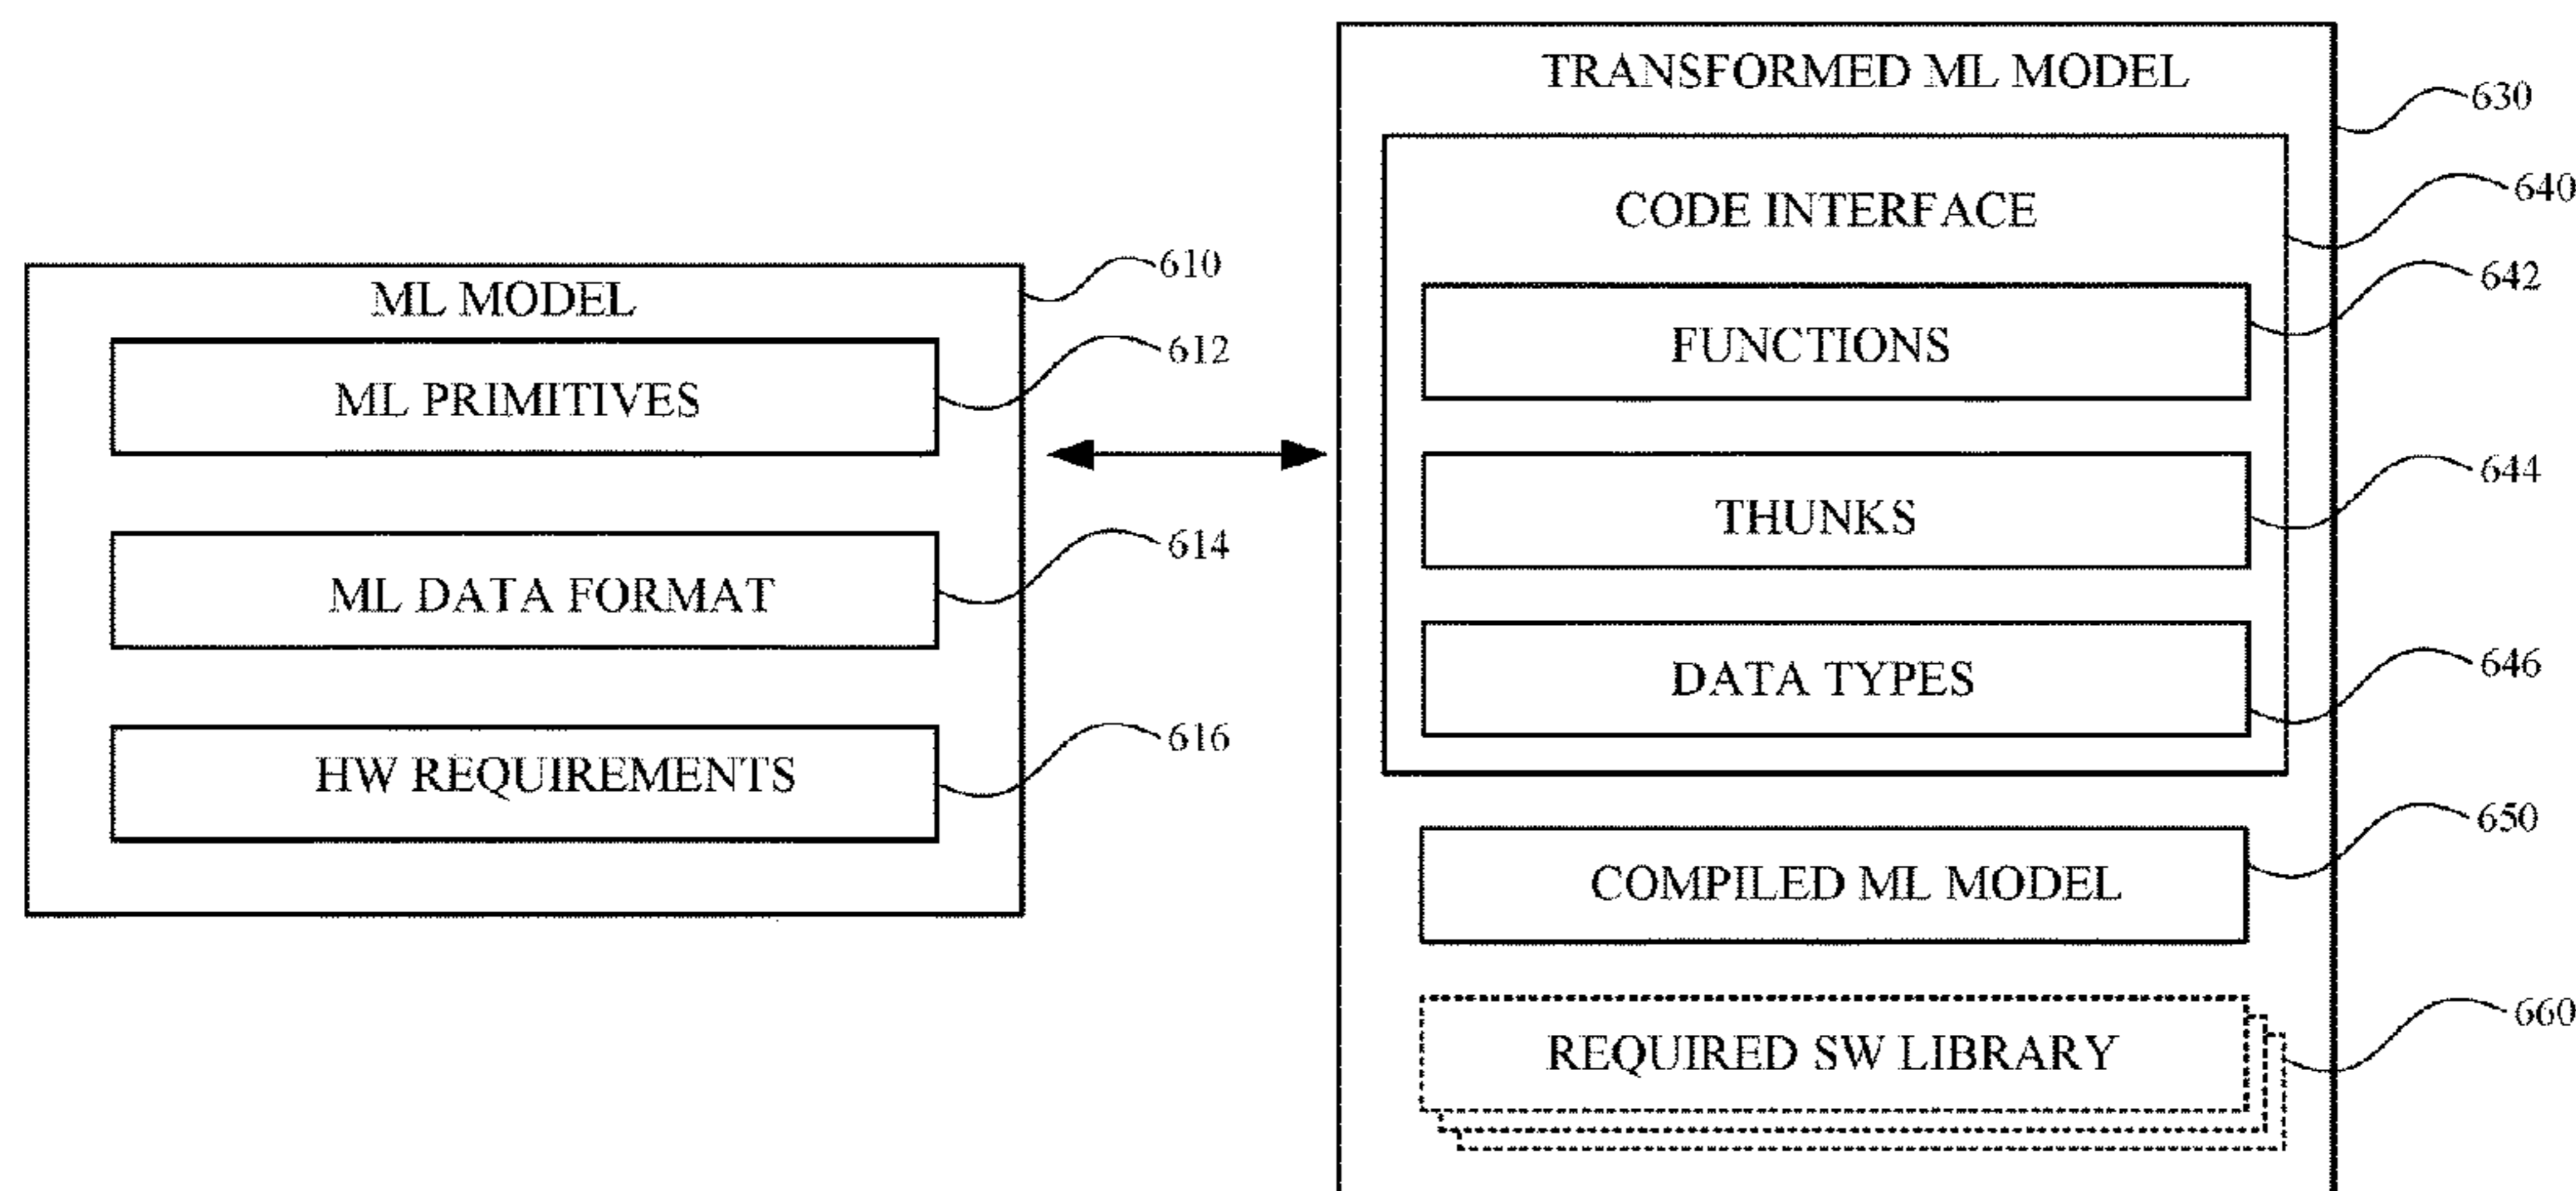 ML MODEL
610
ML PRIMITIVES
612
ML DATA FORMAT
614
HW REQUIREMENTS
616
TRANSFORMED ML MODEL
630
CODE INTERFACE
640
FUNCTIONS
642
THUNKS
644
DATA TYPES
646
COMPILED ML MODEL
650
REQUIRED SW LIBRARY
660